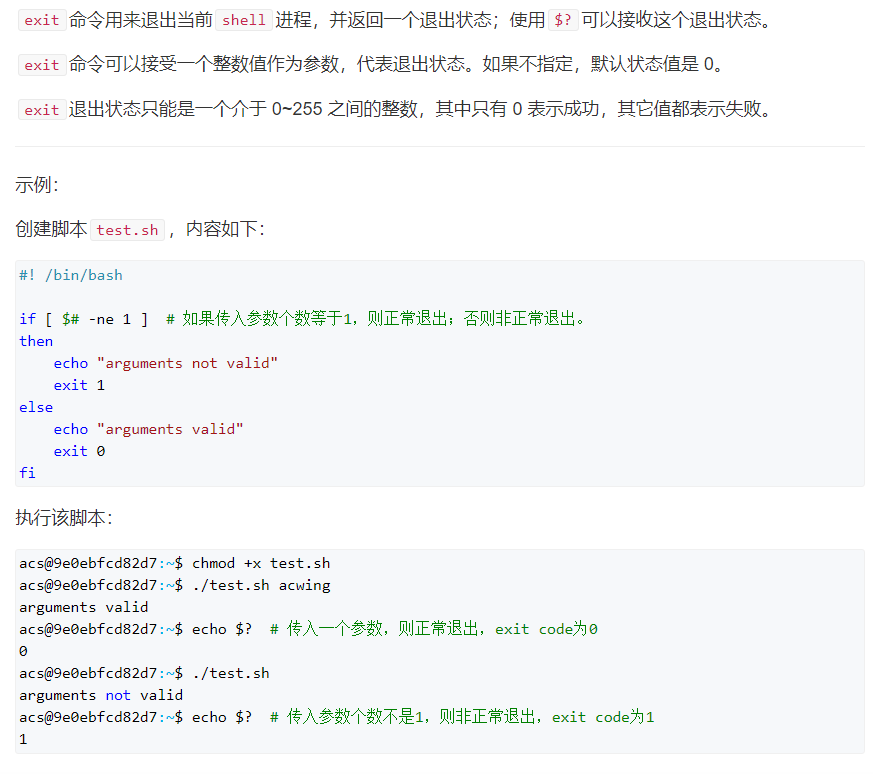 exit 命令用来退出当前 shell 进程，并返回一个退出状态；使用 $? 可以接收这个退出状态。
exit 命令可以接受一个整数值作为参数，代表退出状态。如果不指定，默认状态值是 0。
exit 退出状态只能是一个介于 0~255 之间的整数，其中只有 0 表示成功，其它值都表示失败。
示例：
创建脚本 test.sh ，内容如下：
#! /bin/bash
if [ $# -ne 1 ]  # 如果传入参数个数等于1，则正常退出；否则非正常退出。
then
    echo "arguments not valid"
    exit 1
else
    echo "arguments valid"
    exit 0
fi
执行该脚本：
acs@9e0ebfcd82d7:~$ chmod +x test.sh
acs@9e0ebfcd82d7:~$ ./test.sh acwing
arguments valid
acs@9e0ebfcd82d7:~$ echo $?  # 传入一个参数，则正常退出，exit code为0
0
acs@9e0ebfcd82d7:~$ ./test.sh
arguments not valid
acs@9e0ebfcd82d7:~$ echo $?  # 传入参数个数不是1，则非正常退出，exit code为1
1